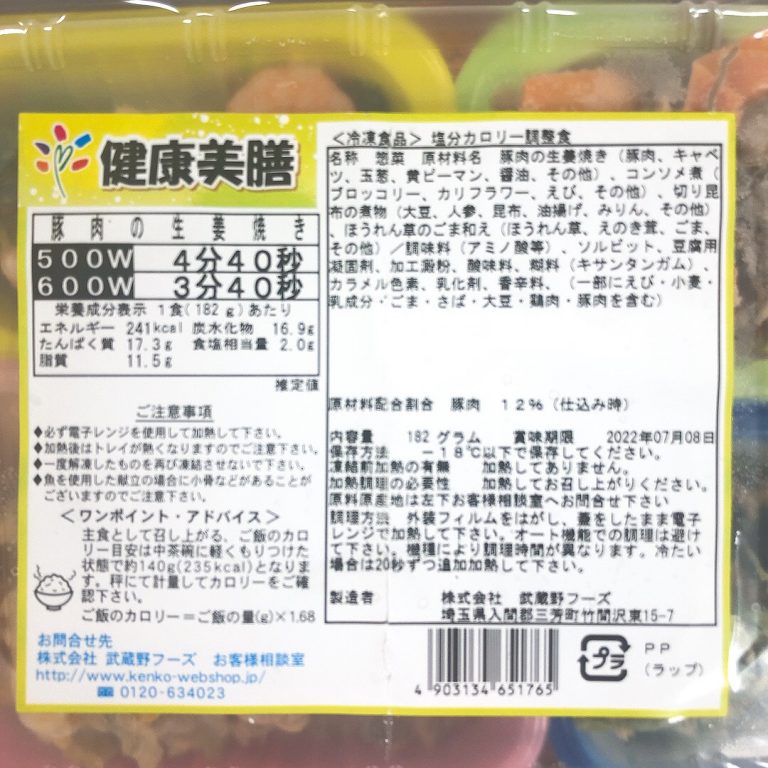 健康美膳
豚肉の生姜焼き
500W 4分40秒
600W 3分40秒
栄養成分表示 1食(182g)あたり
エネルギー 241kcal 炭水化物 16.9g
たんぱく質 17.3g 食塩相当量 2.0g
脂質 11.5g
推定値
ご注意事項
◆必ず電子レンジを使用して加熱して下さい。
◆加熱後はトレイが熱くなりますのでご注意下さい。
◆一度解凍したものを再び凍結させないで下さい。
◆魚を使用した献立の場合に小骨などがあることが
ございますのでご注意下さい。
<ワンポイント・アドバイス>
主食として召し上がる、ご飯のカロ
リー目安は中茶碗に軽くもりつけた
状態で約140g(235kcal)となりま
す。秤にて計量してカロリーをご確
認下さい。
ご飯のカロリー=ご飯の量(g)×1.68
お問合せ先
株式会社 武蔵野フーズ お客様相談室
http://www.kenko-webshop.jp/
0120-634023
<冷凍食品> 塩分カロリー調整食
名称 惣菜 原材料名 豚肉の生姜焼き(豚肉、キャベ
ツ、玉葱、黄ピーマン、醤油、その他)、コンソメ煮(
ブロッコリー、カリフラワー、えび、その他)、切り昆
布の煮物(大豆、人参、昆布、油揚げ、みりん、その他)
、ほうれん草のごま和え(ほうれん草、えのき茸、ごま、
その他)/調味料(アミノ酸等)、ソルビット、豆腐用
凝固剤、加工澱粉、酸味料、糊料(キサンタンガム)、
カラメル色素、乳化剤、香辛料、(一部にえび・小麦・
乳成分・ごま・さば・大豆・鶏肉・豚肉を含む)
原材料配合割合 豚肉 12%(仕込み時)
内容量 182グラム 賞味期限 2022年07月08日
保存方法 -18℃以下で保存してください。
凍結前加熱の有無 加熱してありません。
加熱調理の必要性 加熱してお召し上がりください。
原料原産地は左下お客様相談室へお問合せ下さい
調理方法 外装フィルムをはがし、蓋をしたまま電子
レンジで加熱して下さい。オート機能での調理は避け
て下さい。機種により調理時間が異なります。冷たい
場合は20秒ずつ追加加熱して下さい。
製造者 株式会社 武蔵野フーズ
埼玉県入間郡三芳町竹間沢東15-7
4 903134 651765
プラ
PP
(ラップ)